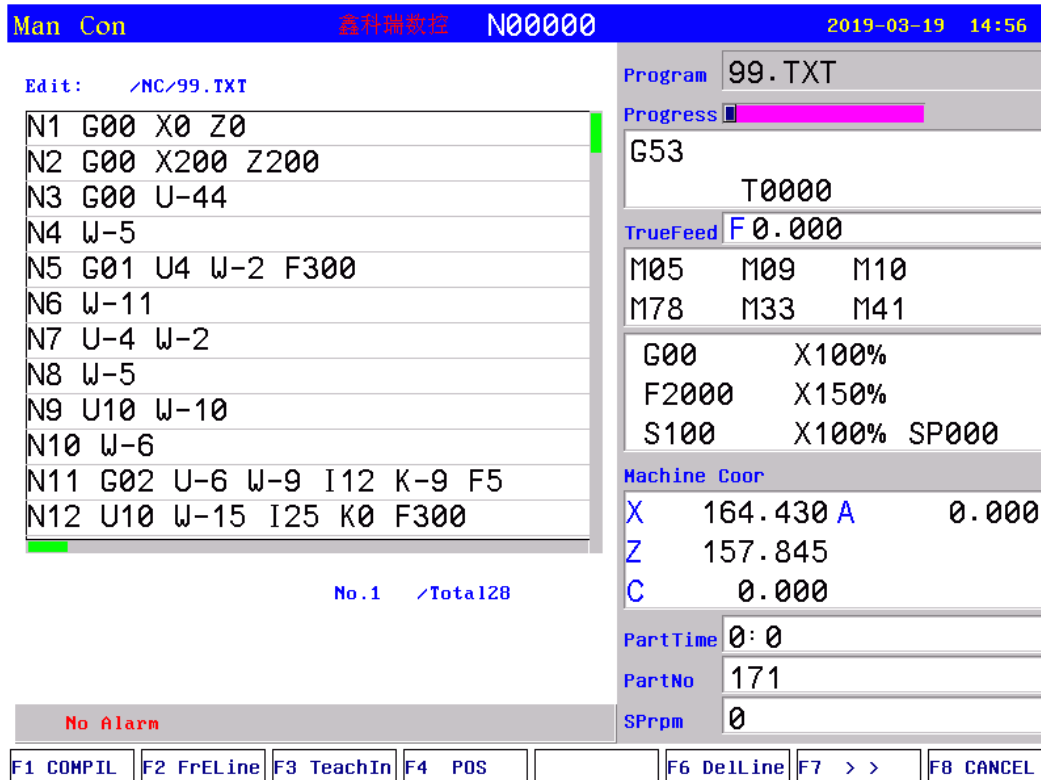 Man Con 鑫科瑞数控 N00000 2019-03-19 14:56
Edit: /NC/99.TXT
N1 G00 X0 Z0
N2 G00 X200 Z200
N3 G00 U-44
N4 W-5
N5 G01 U4 W-2 F300
N6 W-11
N7 U-4 W-2
N8 W-5
N9 U10 W-10
N10 W-6
N11 G02 U-6 W-9 I12 K-9 F5
N12 U10 W-15 I25 K0 F300
No.1 /Total28
No Alarm
Program 99.TXT
Progress
G53
T0000
TrueFeed F 0.000
M05 M09 M10
M78 M33 M41
G00 X100%
F2000 X150%
S100 X100% SP000
Machine Coor
X 164.430 A 0.000
Z 157.845
C 0.000
PartTime 0: 0
PartNo 171
SPrpm 0
F1 COMPIL F2 FrELine F3 TeachIn F4 POS F6 DelLine F7 > > F8 CANCEL